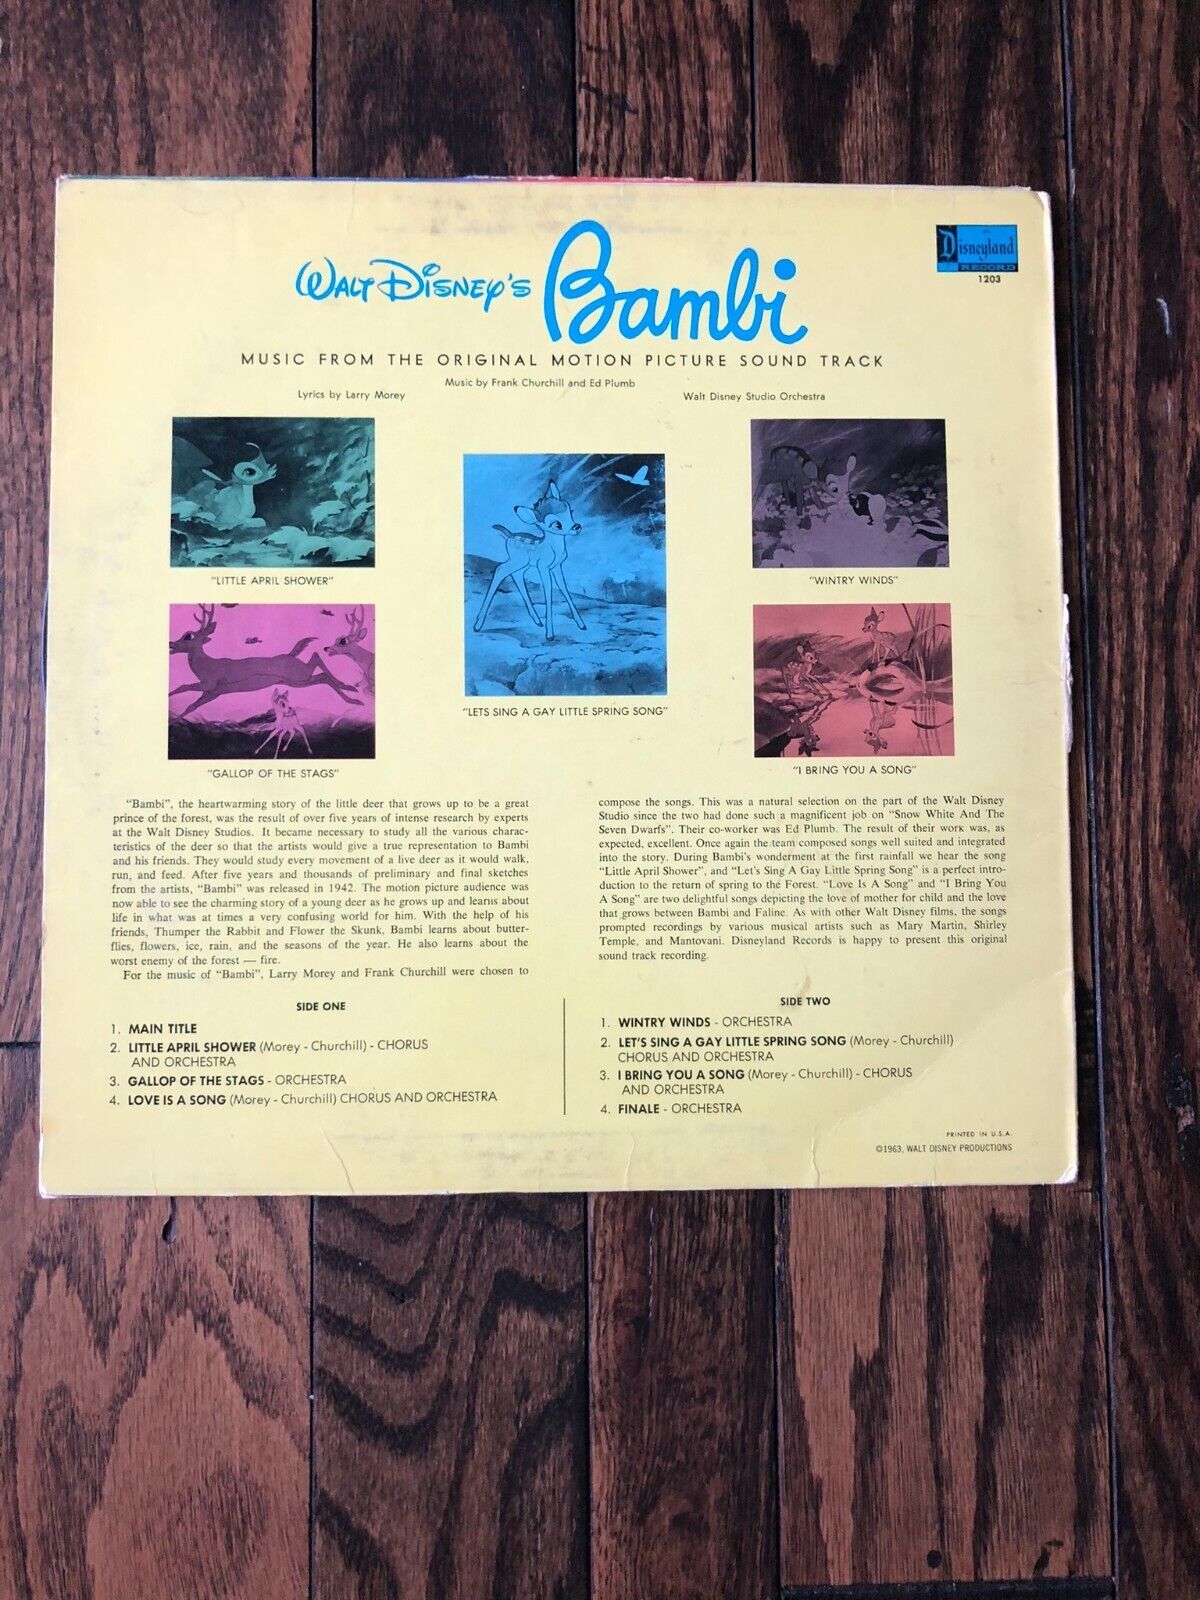 WALT DISNEY'S Bambi
Disneyland
RECORD
1203
MUSIC FROM THE ORIGINAL MOTION PICTURE SOUND TRACK
Music by Frank Churchill and Ed Plumb
Lyrics by Larry Morey
Walt Disney Studio Orchestra
"LITTLE APRIL SHOWER"
"WINTRY WINDS"
"LETS SING A GAY LITTLE SPRING SONG"
"GALLOP OF THE STAGS"
"I BRING YOU A SONG"
"Bambi", the heartwarming story of the little deer that grows up to be a great
prince of the forest, was the result of over five years of intense research by experts
at the Walt Disney Studios. It became necessary to study all the various charac-
teristics of the deer so that the artists would give a true representation to Bambi
and his friends. They would study every movement of a live deer as it would walk,
run, and feed. After five years and thousands of preliminary and final sketches
from the artists, "Bambi" was released in 1942. The motion picture audience was
now able to see the charming story of a young deer as he grows up and learns about
life in what was at times a very confusing world for him. With the help of his
friends, Thumper the Rabbit and Flower the Skunk, Bambi learns about butter-
flies, flowers, ice, rain, and the seasons of the year. He also learns about the
worst enemy of the forest — fire.
For the music of "Bambi", Larry Morey and Frank Churchill were chosen to
compose the songs. This was a natural selection on the part of the Walt Disney
Studio since the two had done such a magnificent job on "Snow White And The
Seven Dwarfs". Their co-worker was Ed Plumb. The result of their work was, as
expected, excellent. Once again the team composed songs well suited and integrated
into the story. During Bambi's wonderment at the first rainfall we hear the song
"Little April Shower", and "Let's Sing A Gay Little Spring Song" is a perfect intro-
duction to the return of spring to the Forest. "Love Is A Song" and "I Bring You
A Song" are two delightful songs depicting the love of mother for child and the love
that grows between Bambi and Faline. As with other Walt Disney films, the songs
prompted recordings by various musical artists such as Mary Martin, Shirley
Temple, and Mantovani. Disneyland Records is happy to present this original
sound track recording.
SIDE ONE
1. MAIN TITLE
2. LITTLE APRIL SHOWER (Morey - Churchill) - CHORUS
AND ORCHESTRA
3. GALLOP OF THE STAGS - ORCHESTRA
4. LOVE IS A SONG (Morey - Churchill) CHORUS AND ORCHESTRA
SIDE TWO
1. WINTRY WINDS - ORCHESTRA
2. LET'S SING A GAY LITTLE SPRING SONG (Morey - Churchill)
CHORUS AND ORCHESTRA
3. I BRING YOU A SONG (Morey - Churchill) - CHORUS
AND ORCHESTRA
4. FINALE - ORCHESTRA
PRINTED IN U.S.A.
©1963, WALT DISNEY PRODUCTIONS